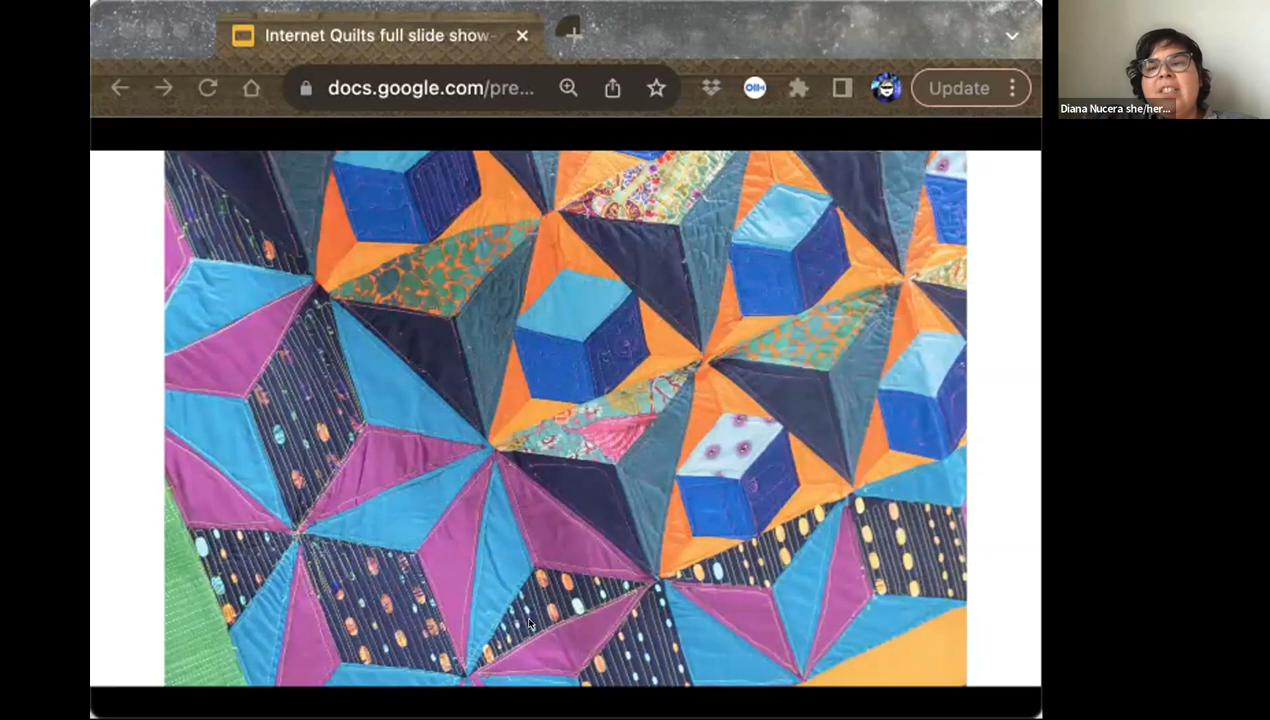 Internet Quilts full slide show-
docs.google.com/pre...
Update
Diana Nucera she/her...